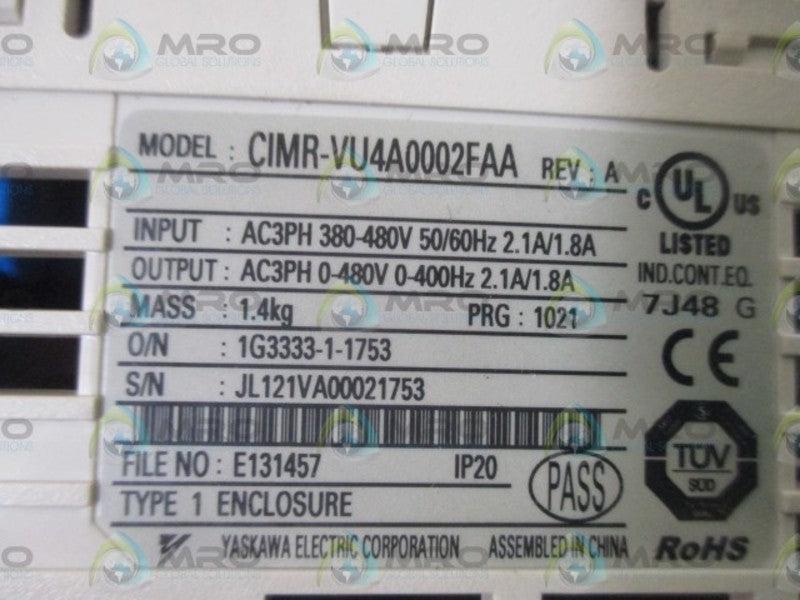 MODEL : CIMR-VU4A0002FAA REV : A
C UL US
LISTED
IND.CONT.EQ.
7J48 G
INPUT : AC3PH 380-480V 50/60Hz 2.1A/1.8A
OUTPUT : AC3PH 0-480V 0-400Hz 2.1A/1.8A
MASS : 1.4kg PRG : 1021
O/N : 1G3333-1-1753
S/N : JL121VA00021753
CE
FILE NO : E131457 IP20
PASS
TÜV
SÜD
TYPE 1 ENCLOSURE
YASKAWA ELECTRIC CORPORATION ASSEMBLED IN CHINA
RoHS
MRO
GLOBAL SOLUTIONS